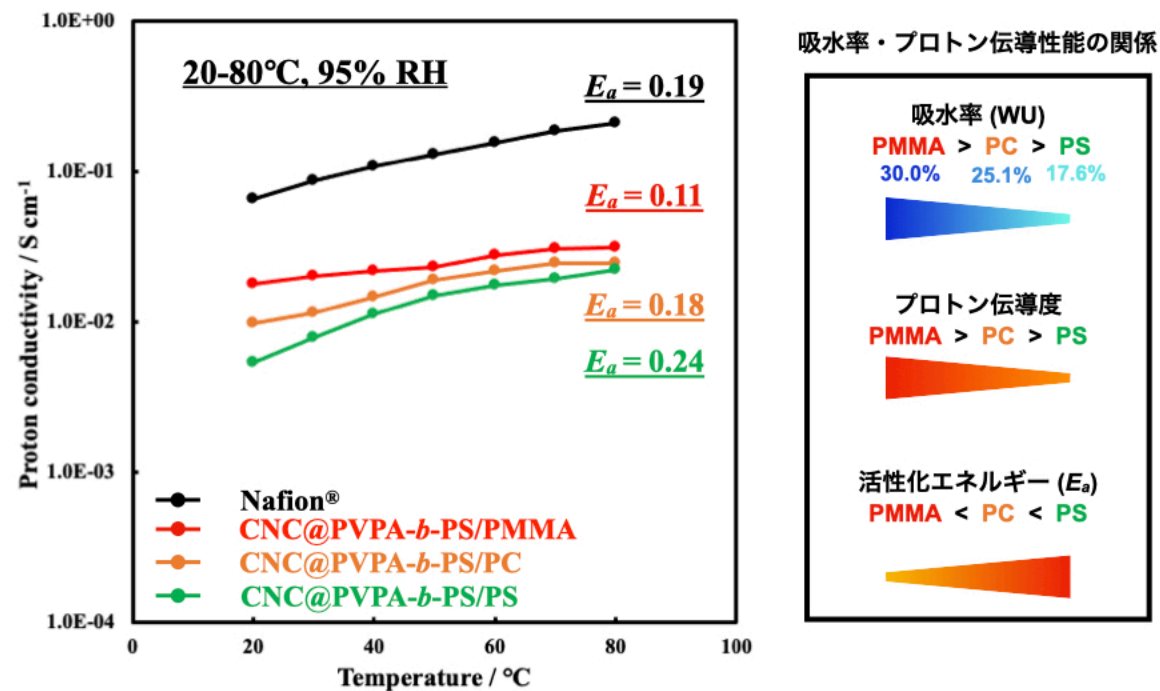 1.0E+00
1.0E-01
1.0E-02
1.0E-03
1.0E-04
Proton conductivity / S cm⁻¹
20-80℃, 95% RH
Eₐ = 0.19
Eₐ = 0.11
Eₐ = 0.18
Eₐ = 0.24
Nafion®
CNC@PVPA-b-PS/PMMA
CNC@PVPA-b-PS/PC
CNC@PVPA-b-PS/PS
0 20 40 60 80 100
Temperature / ℃
吸水率・プロトン伝導性能の関係
吸水率 (WU)
PMMA > PC > PS
30.0% 25.1% 17.6%
プロトン伝導度
PMMA > PC > PS
活性化エネルギー (Eₐ)
PMMA < PC < PS